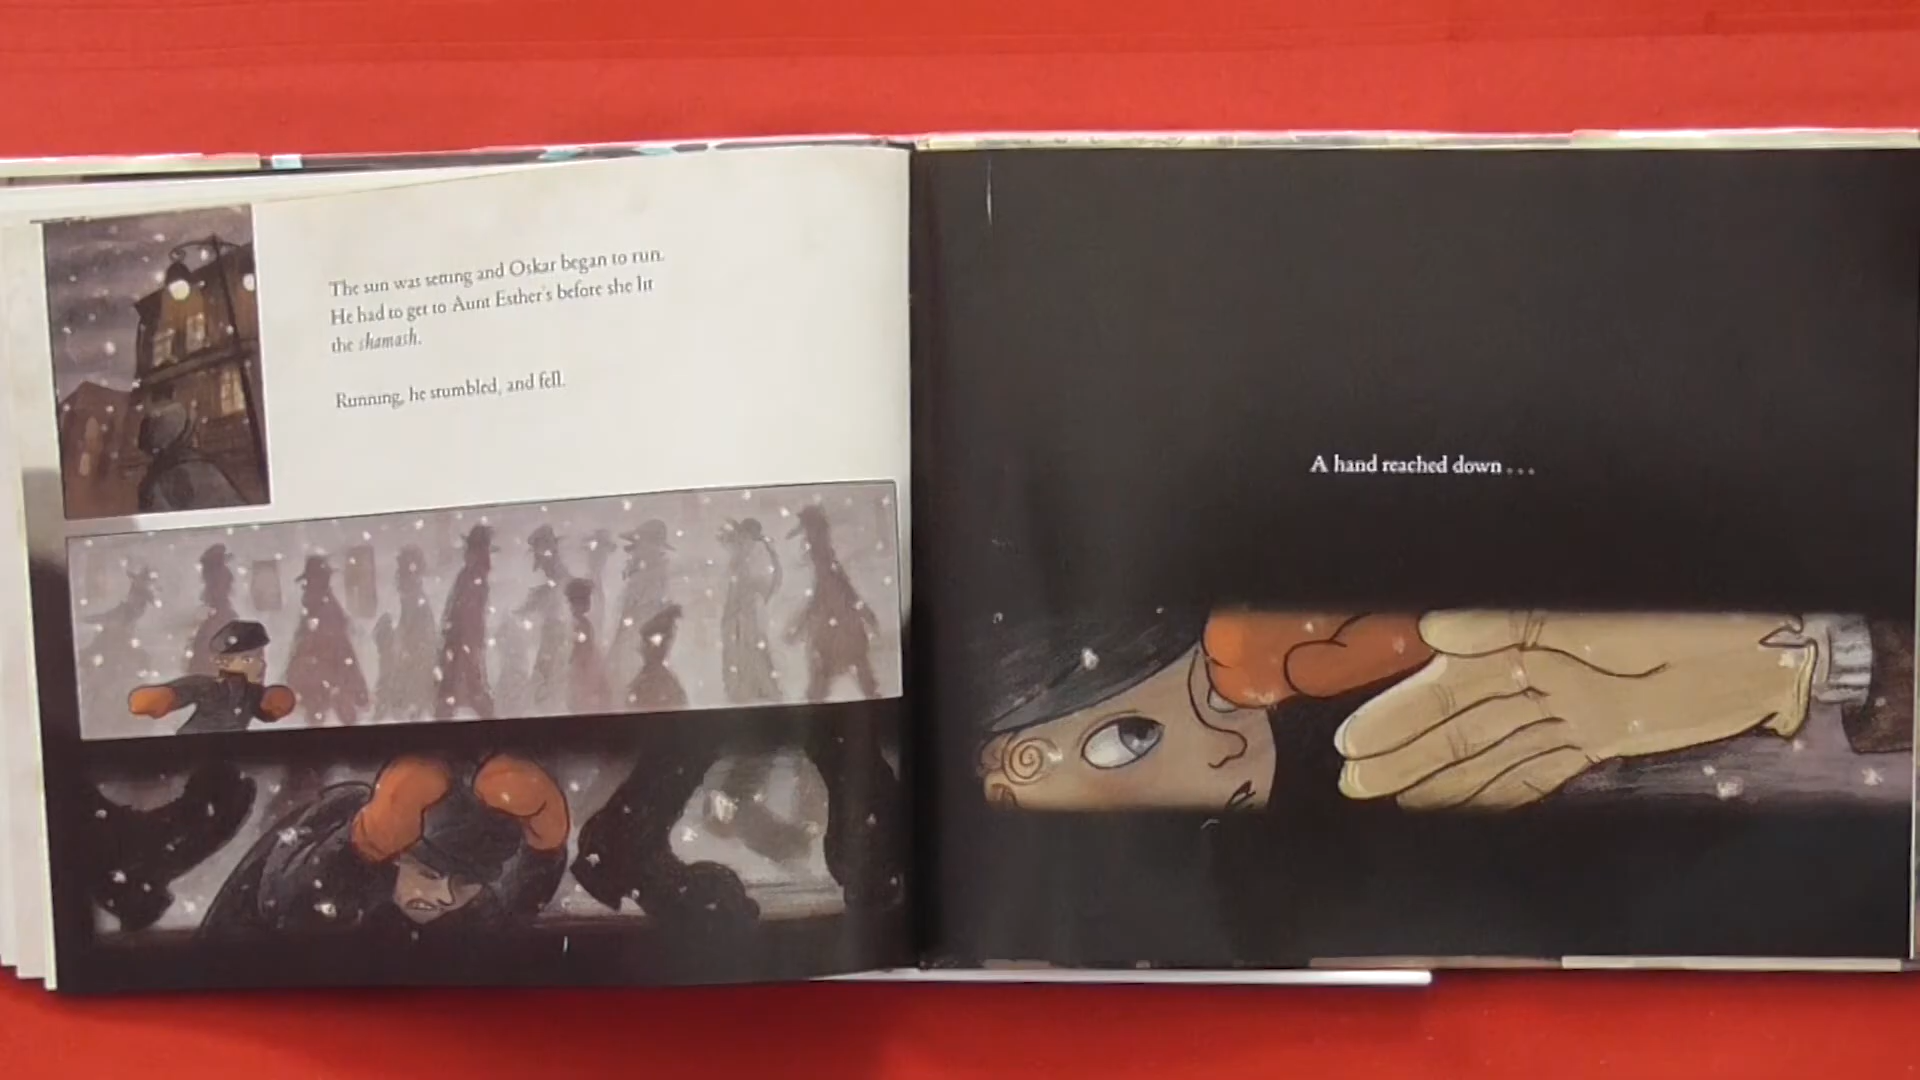 The sun was setting and Oskar began to run.
He had to get to Aunt Esther's before she lit
the shamash.
Running, he stumbled, and fell.
A hand reached down . . .